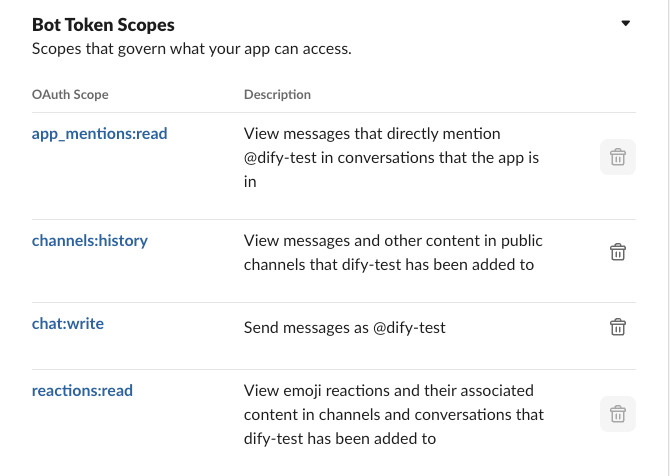 Bot Token Scopes
Scopes that govern what your app can access.
OAuth Scope Description
app_mentions:read View messages that directly mention
@dify-test in conversations that the app is
in
channels:history View messages and other content in public
channels that dify-test has been added to
chat:write Send messages as @dify-test
reactions:read View emoji reactions and their associated
content in channels and conversations that
dify-test has been added to